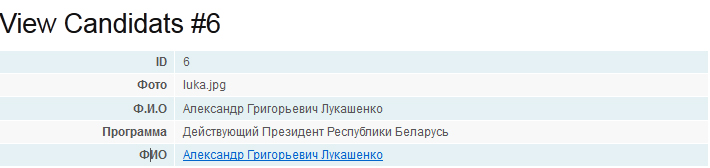 View Candidats #6
ID 6
Фото luka.jpg
Ф.И.О Александр Григорьевич Лукашенко
Программа Действующий Президент Республики Беларусь
ФИО Александр Григорьевич Лукашенко